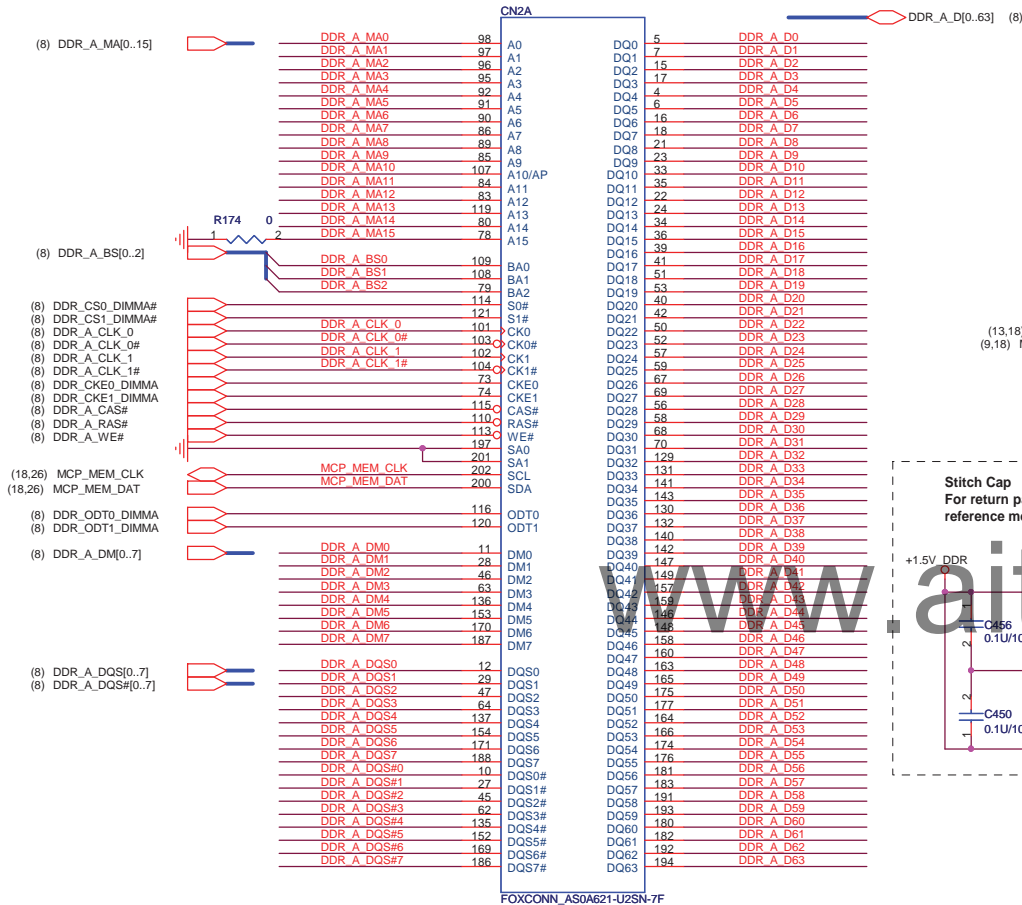 CN2A
DDR_A_D[0..63] (8)
(8) DDR_A_MA[0..15]
DDR_A_MA0 98 A0 DQ0 5 DDR_A_D0
DDR_A_MA1 97 A1 DQ1 7 DDR_A_D1
DDR_A_MA2 96 A2 DQ2 15 DDR_A_D2
DDR_A_MA3 95 A3 DQ3 17 DDR_A_D3
DDR_A_MA4 92 A4 DQ4 4 DDR_A_D4
DDR_A_MA5 91 A5 DQ5 6 DDR_A_D5
DDR_A_MA6 90 A6 DQ6 16 DDR_A_D6
DDR_A_MA7 86 A7 DQ7 18 DDR_A_D7
DDR_A_MA8 89 A8 DQ8 21 DDR_A_D8
DDR_A_MA9 85 A9 DQ9 23 DDR_A_D9
DDR_A_MA10 107 A10/AP DQ10 33 DDR_A_D10
DDR_A_MA11 84 A11 DQ11 35 DDR_A_D11
DDR_A_MA12 83 A12 DQ12 22 DDR_A_D12
DDR_A_MA13 119 A13 DQ13 24 DDR_A_D13
R174 0
DDR_A_MA14 80 A14 DQ14 34 DDR_A_D14
1 2 DDR_A_MA15 78 A15 DQ15 36 DDR_A_D15
(8) DDR_A_BS[0..2]
DQ16 39 DDR_A_D16
DDR_A_BS0 109 BA0 DQ17 41 DDR_A_D17
DDR_A_BS1 108 BA1 DQ18 51 DDR_A_D18
DDR_A_BS2 79 BA2 DQ19 53 DDR_A_D19
(8) DDR_CS0_DIMMA# 114 S0# DQ20 40 DDR_A_D20
(8) DDR_CS1_DIMMA# 121 S1# DQ21 42 DDR_A_D21
(8) DDR_A_CLK_0 DDR_A_CLK_0 101 CK0 DQ22 50 DDR_A_D22
(8) DDR_A_CLK_0# DDR_A_CLK_0# 103 CK0# DQ23 52 DDR_A_D23
(8) DDR_A_CLK_1 DDR_A_CLK_1 102 CK1 DQ24 57 DDR_A_D24
(8) DDR_A_CLK_1# DDR_A_CLK_1# 104 CK1# DQ25 59 DDR_A_D25
(8) DDR_CKE0_DIMMA 73 CKE0 DQ26 67 DDR_A_D26
(8) DDR_CKE1_DIMMA 74 CKE1 DQ27 69 DDR_A_D27
(8) DDR_A_CAS# 115 CAS# DQ28 56 DDR_A_D28
(8) DDR_A_RAS# 110 RAS# DQ29 58 DDR_A_D29
(8) DDR_A_WE# 113 WE# DQ30 68 DDR_A_D30
197 SA0 DQ31 70 DDR_A_D31
201 SA1 DQ32 129 DDR_A_D32
(18,26) MCP_MEM_CLK MCP_MEM_CLK 202 SCL DQ33 131 DDR_A_D33
(18,26) MCP_MEM_DAT MCP_MEM_DAT 200 SDA DQ34 141 DDR_A_D34
DQ35 143 DDR_A_D35
(8) DDR_ODT0_DIMMA 116 ODT0 DQ36 130 DDR_A_D36
(8) DDR_ODT1_DIMMA 120 ODT1 DQ37 132 DDR_A_D37
DQ38 140 DDR_A_D38
(8) DDR_A_DM[0..7]
DDR_A_DM0 11 DM0 DQ39 142 DDR_A_D39
DDR_A_DM1 28 DM1 DQ40 147 DDR_A_D40
DDR_A_DM2 46 DM2 DQ41 149 DDR_A_D41
DDR_A_DM3 63 DM3 DQ42 157 DDR_A_D42
DDR_A_DM4 136 DM4 DQ43 159 DDR_A_D43
DDR_A_DM5 153 DM5 DQ44 146 DDR_A_D44
DDR_A_DM6 170 DM6 DQ45 148 DDR_A_D45
DDR_A_DM7 187 DM7 DQ46 158 DDR_A_D46
DQ47 160 DDR_A_D47
(8) DDR_A_DQS[0..7]
(8) DDR_A_DQS#[0..7]
DDR_A_DQS0 12 DQS0 DQ48 163 DDR_A_D48
DDR_A_DQS1 29 DQS1 DQ49 165 DDR_A_D49
DDR_A_DQS2 47 DQS2 DQ50 175 DDR_A_D50
DDR_A_DQS3 64 DQS3 DQ51 177 DDR_A_D51
DDR_A_DQS4 137 DQS4 DQ52 164 DDR_A_D52
DDR_A_DQS5 154 DQS5 DQ53 166 DDR_A_D53
DDR_A_DQS6 171 DQS6 DQ54 174 DDR_A_D54
DDR_A_DQS7 188 DQS7 DQ55 176 DDR_A_D55
DDR_A_DQS#0 10 DQS0# DQ56 181 DDR_A_D56
DDR_A_DQS#1 27 DQS1# DQ57 183 DDR_A_D57
DDR_A_DQS#2 45 DQS2# DQ58 191 DDR_A_D58
DDR_A_DQS#3 62 DQS3# DQ59 193 DDR_A_D59
DDR_A_DQS#4 135 DQS4# DQ60 180 DDR_A_D60
DDR_A_DQS#5 152 DQS5# DQ61 182 DDR_A_D61
DDR_A_DQS#6 169 DQS6# DQ62 192 DDR_A_D62
DDR_A_DQS#7 186 DQS7# DQ63 194 DDR_A_D63
FOXCONN_AS0A621-U2SN-7F
(13,18)
(9,18)
Stitch Cap
For return
reference
+1.5V_DDR
1
C456
0.1U/10
2
2
C450
0.1U/10
1
www.ait